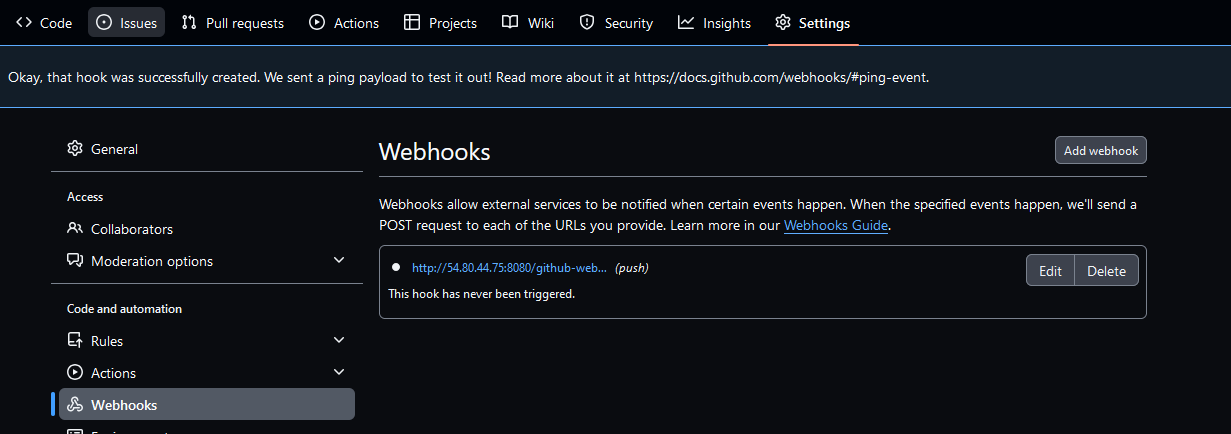 Code Issues Pull requests Actions Projects Wiki Security Insights Settings
Okay, that hook was successfully created. We sent a ping payload to test it out! Read more about it at https://docs.github.com/webhooks/#ping-event.
General
Access
Collaborators
Moderation options
Code and automation
Rules
Actions
Webhooks
Webhooks
Add webhook
Webhooks allow external services to be notified when certain events happen. When the specified events happen, we'll send a
POST request to each of the URLs you provide. Learn more in our Webhooks Guide.
http://54.80.44.75:8080/github-web... (push)
Edit Delete
This hook has never been triggered.